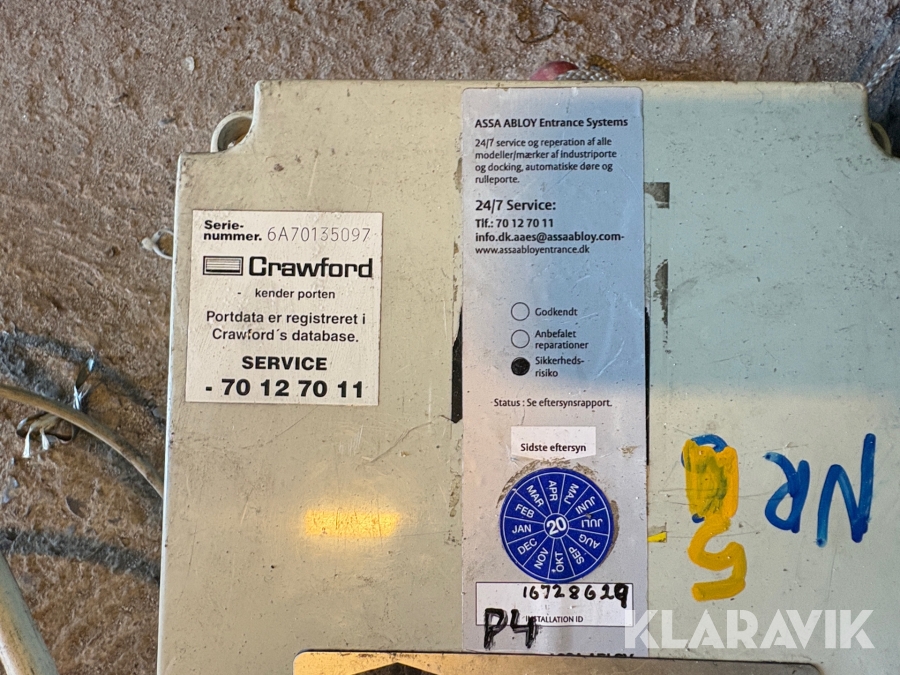 Serie-
nummer. 6A70135097
Crawford
- kender porten
Portdata er registreret i
Crawford´s database.
SERVICE
- 70 12 70 11
ASSA ABLOY Entrance Systems
24/7 service og reperation af alle
modeller/mærker af industriporte
og docking, automatiske døre og
rulleporte.
24/7 Service:
Tlf.: 70 12 70 11
info.dk.aaes@assaabloy.com
www.assaabloyentrance.dk
Godkendt
Anbefalet
reparationer
Sikkerheds-
risiko
Status : Se eftersynsrapport.
Sidste eftersyn
JAN
FEB
MAR
APR
MAJ
JUNI
JULI
AUG
SEP
OKT
NOV
DEC
20
16728629
INSTALLATION ID
P4
NR
5
KLARAVIK